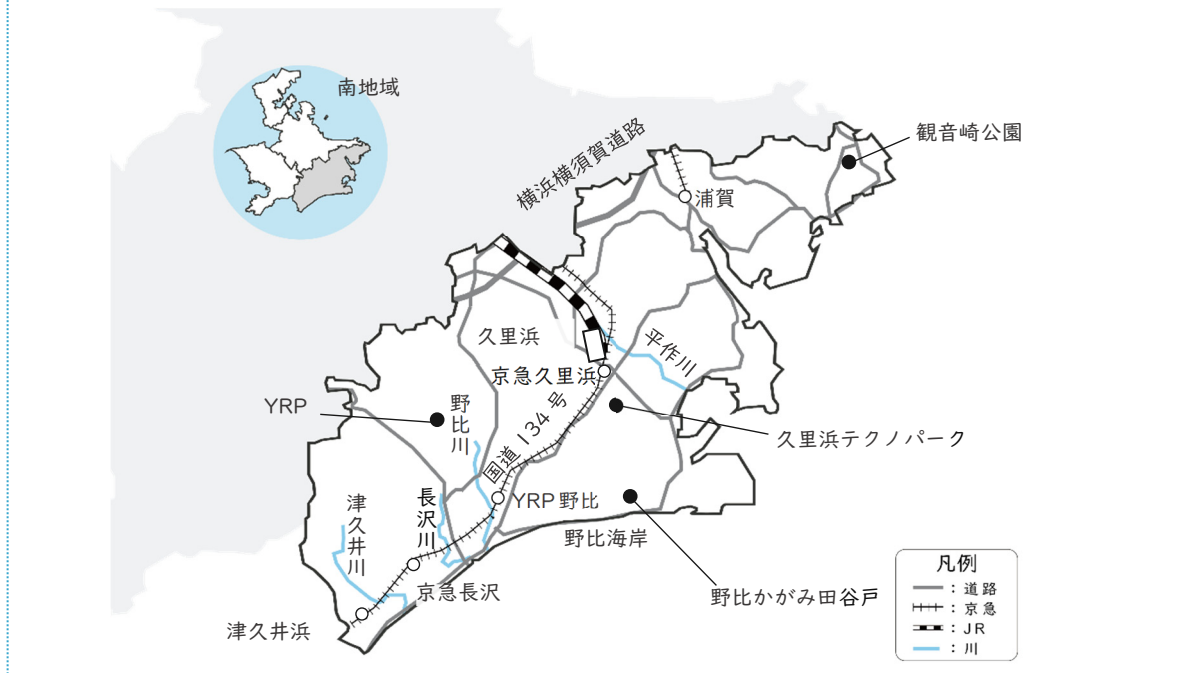 南地域
観音崎公園
横浜横須賀道路
浦賀
久里浜
平作川
京急久里浜
YRP
野比川
国道134号
久里浜テクノパーク
YRP野比
津久井川
長沢川
野比海岸
京急長沢
野比かがみ田谷戸
津久井浜
凡例
：道路
：京急
：JR
：川